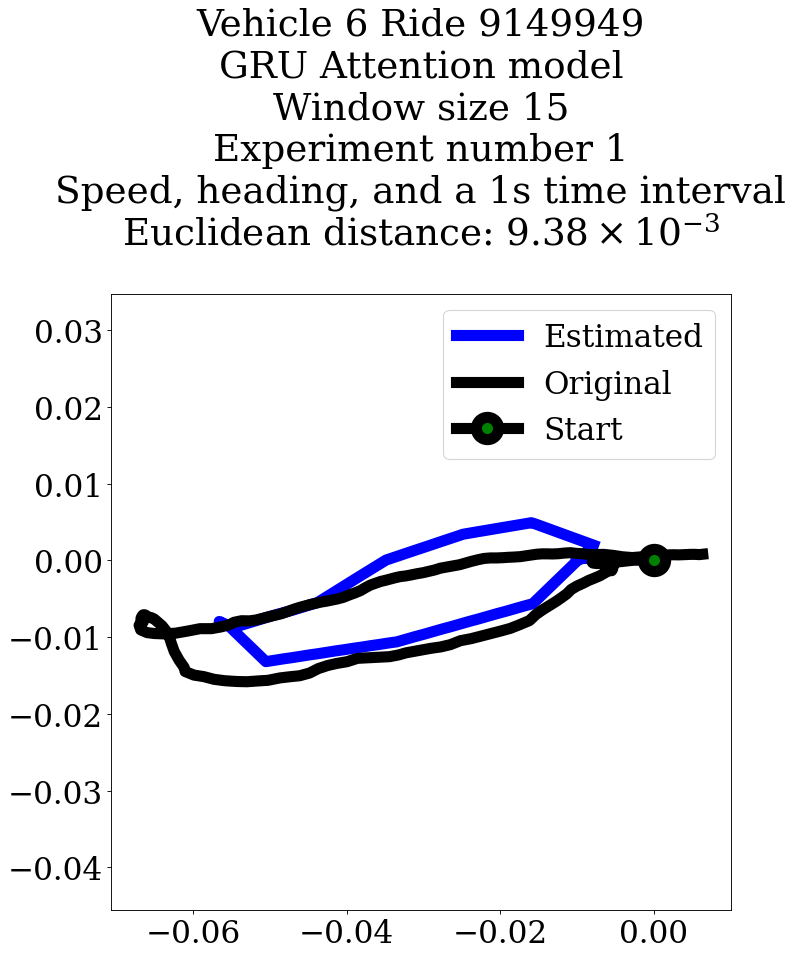 Vehicle 6 Ride 9149949
GRU Attention model
Window size 15
Experiment number 1
Speed, heading, and a 1s time interval
Euclidean distance: 9.38 × 10⁻³
Estimated
Original
Start
0.03
0.02
0.01
0.00
−0.01
−0.02
−0.03
−0.04
−0.06 −0.04 −0.02 0.00